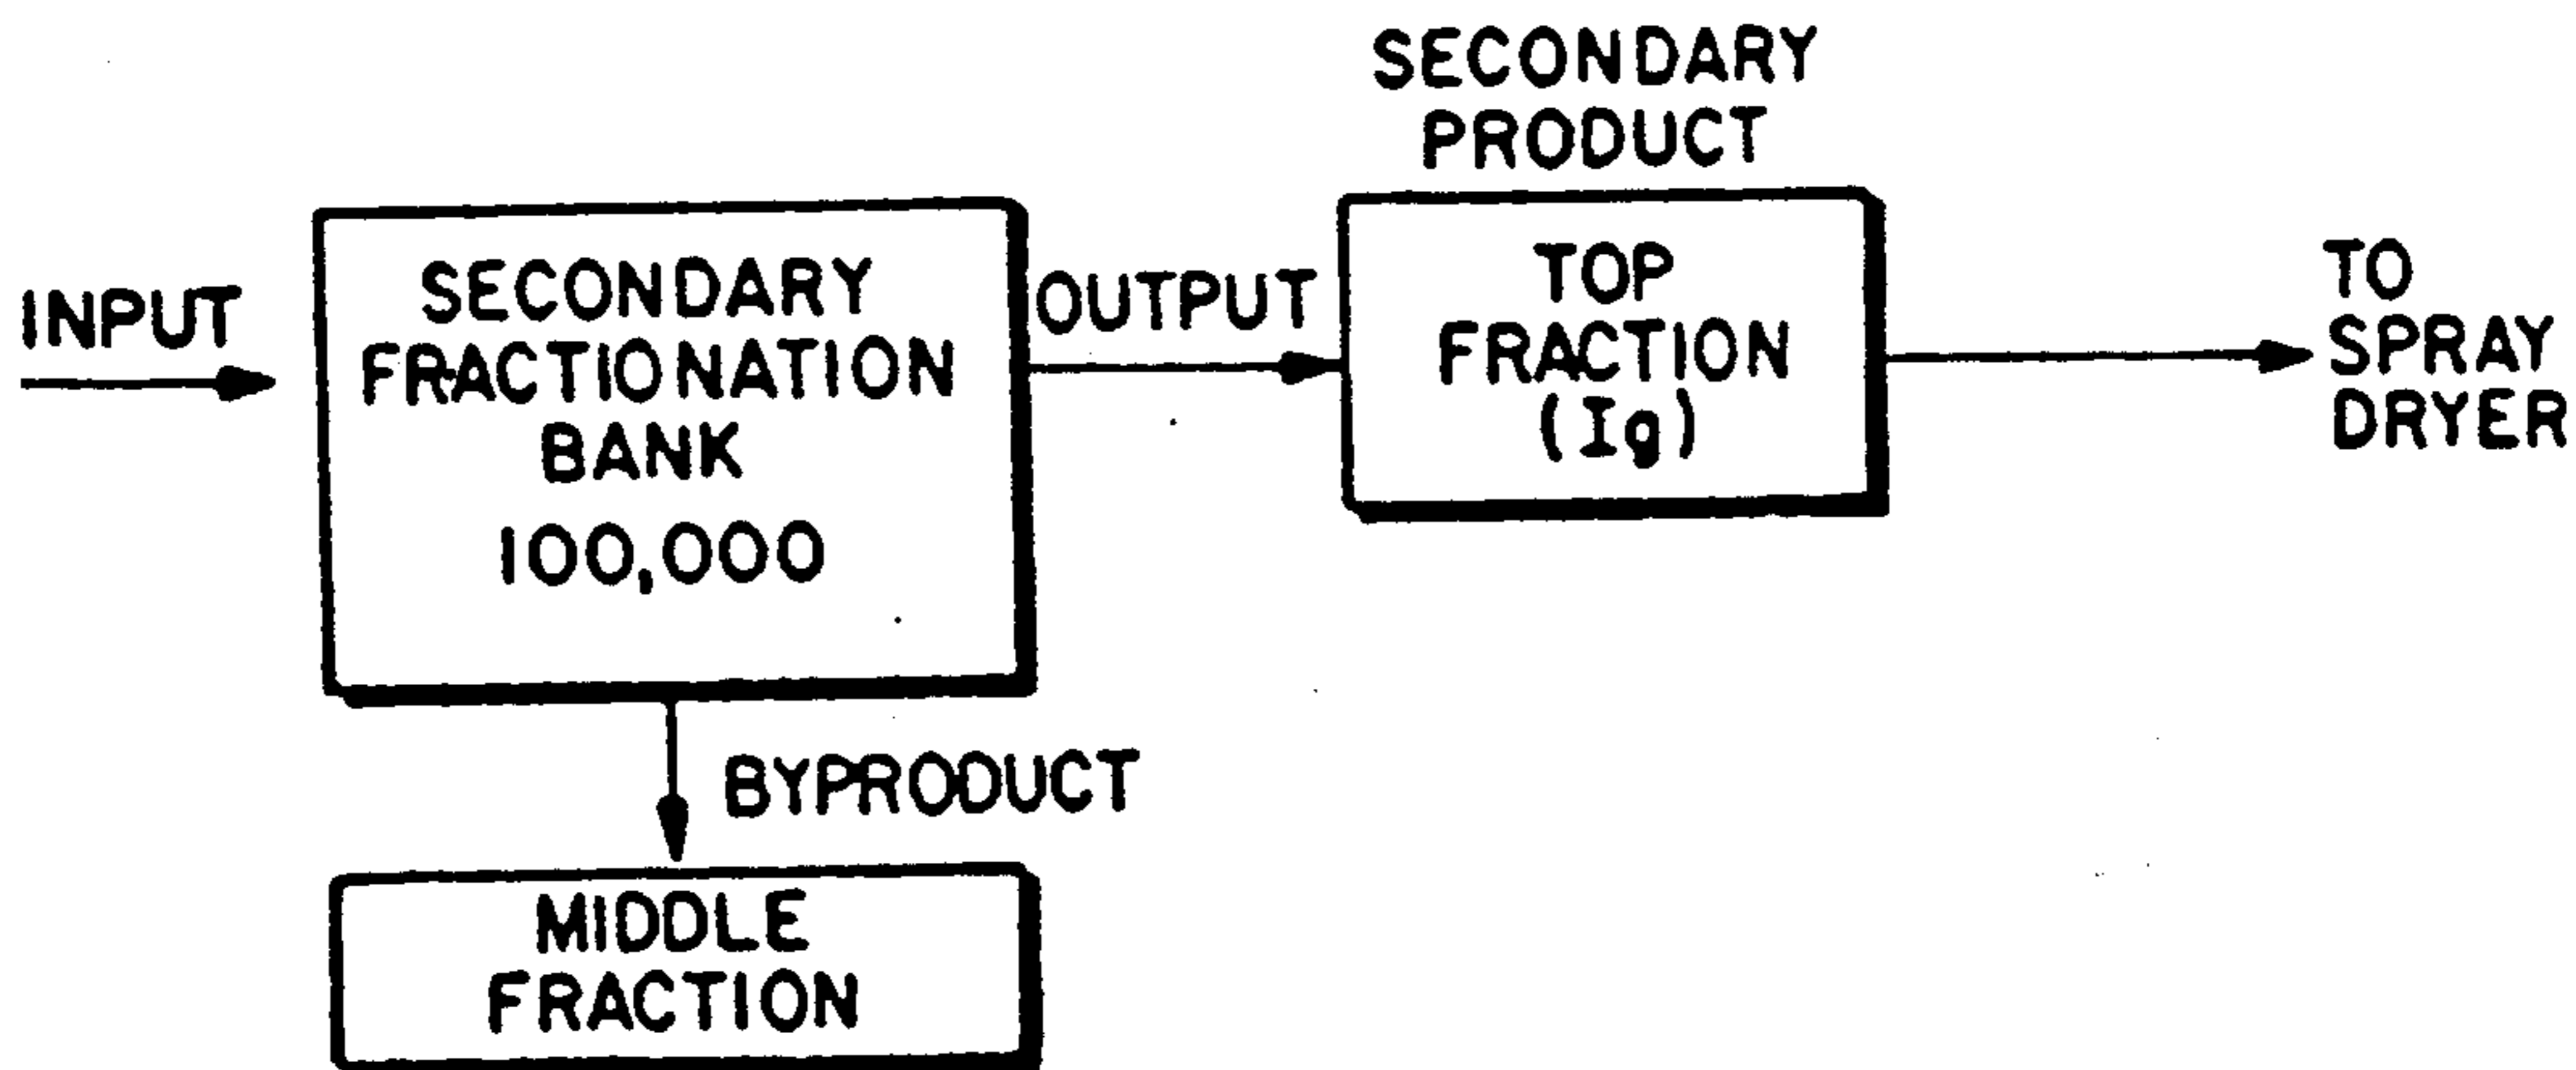 INPUT
SECONDARY
FRACTIONATION
BANK
100,000
OUTPUT
SECONDARY
PRODUCT
TOP
FRACTION
(Ig)
TO
SPRAY
DRYER
BYPRODUCT
MIDDLE
FRACTION